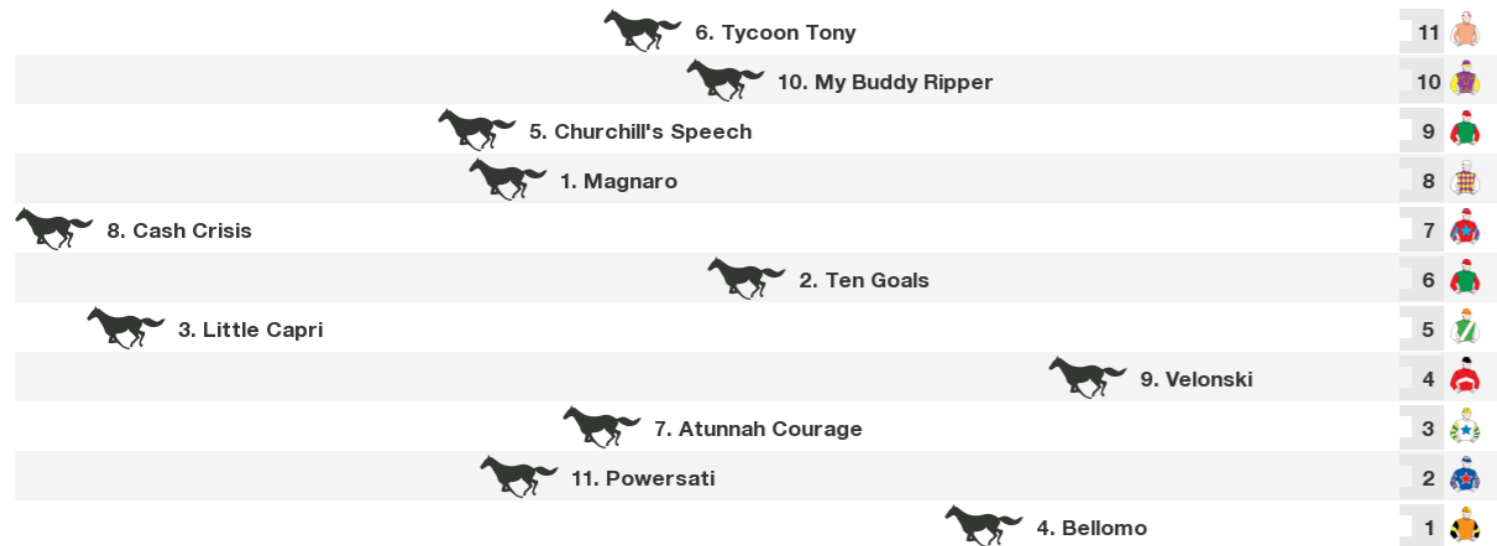 6. Tycoon Tony 11
10. My Buddy Ripper 10
5. Churchill's Speech 9
1. Magnaro 8
8. Cash Crisis 7
2. Ten Goals 6
3. Little Capri 5
9. Velonski 4
7. Atunnah Courage 3
11. Powersati 2
4. Bellomo 1